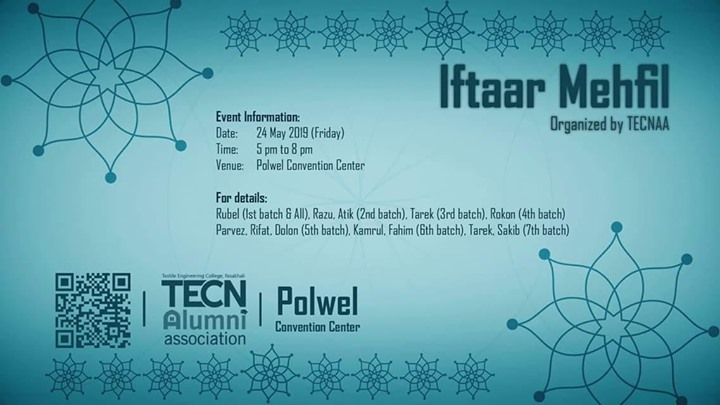 Iftaar Mehfil
Organized by TECNAA
Event Information:
Date: 24 May 2019 (Friday)
Time: 5 pm to 8 pm
Venue: Polwel Convention Center
For details:
Rubel (1st batch & All), Razu, Atik (2nd batch), Tarek (3rd batch), Rokon (4th batch)
Parvez, Rifat, Dolon (5th batch), Kamrul, Fahim (6th batch), Tarek, Sakib (7th batch)
Textile Engineering College, Noakhali
TECN
Alumni
association
Polwel
Convention Center